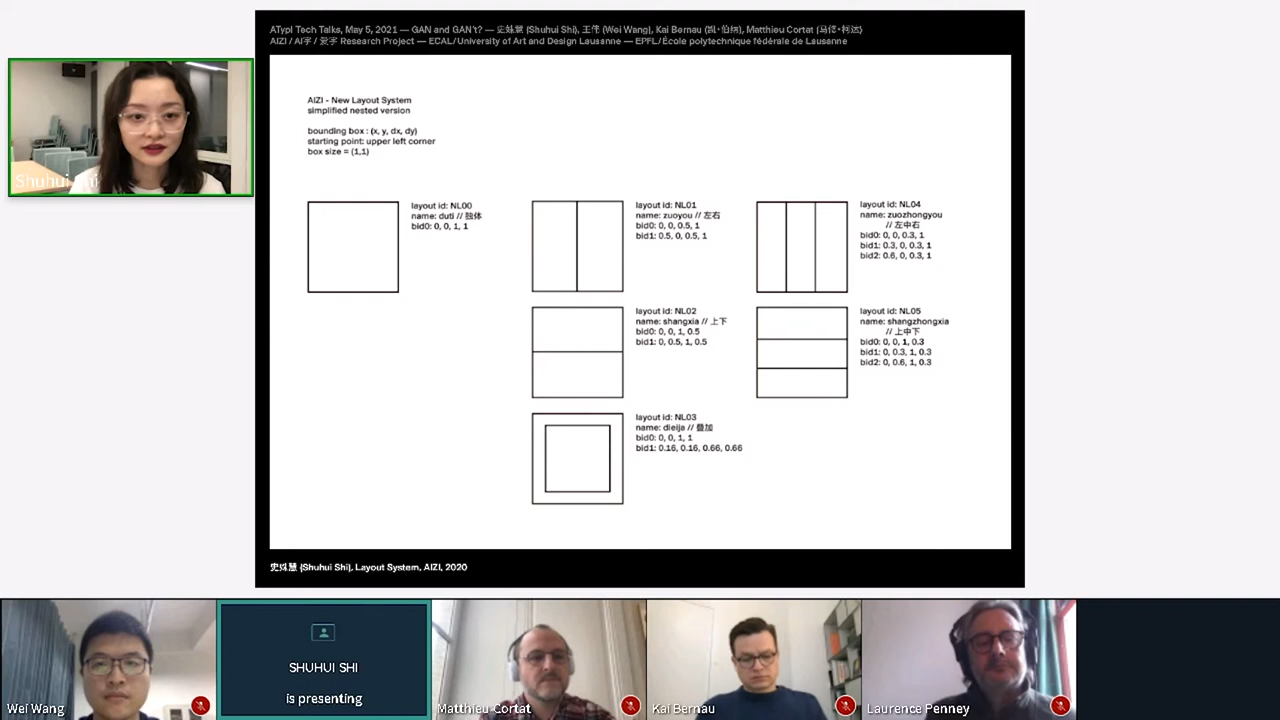 ATypI Tech Talks, May 5, 2021 — GAN and GAN't? — 史姝慧 (Shuhui Shi), 王伟 (Wei Wang), Kai Bernau (凯·伯纳), Matthieu Cortat (马修·柯达)
AIZI / AI字 / 爱字 Research Project — ECAL/University of Art and Design Lausanne — EPFL/École polytechnique fédérale de Lausanne
Shuhui Shi
AIZI - New Layout System
simplified nested version
bounding box : (x, y, dx, dy)
starting point: upper left corner
box size = (1,1)
layout id: NL00
name: duti // 独体
bid0: 0, 0, 1, 1
layout id: NL01
name: zuoyou // 左右
bid0: 0, 0, 0.5, 1
bid1: 0.5, 0, 0.5, 1
layout id: NL04
name: zuozhongyou
// 左中右
bid0: 0, 0, 0.3, 1
bid1: 0.3, 0, 0.3, 1
bid2: 0.6, 0, 0.3, 1
layout id: NL02
name: shangxia // 上下
bid0: 0, 0, 1, 0.5
bid1: 0, 0.5, 1, 0.5
layout id: NL05
name: shangzhongxia
// 上中下
bid0: 0, 0, 1, 0.3
bid1: 0, 0.3, 1, 0.3
bid2: 0, 0.6, 1, 0.3
layout id: NL03
name: dieija // 叠加
bid0: 0, 0, 1, 1
bid1: 0.16, 0.16, 0.66, 0.66
史姝慧 (Shuhui Shi), Layout System, AIZI, 2020
SHUHUI SHI
is presenting
Wei Wang
Matthieu Cortat
Kai Bernau
Laurence Penney